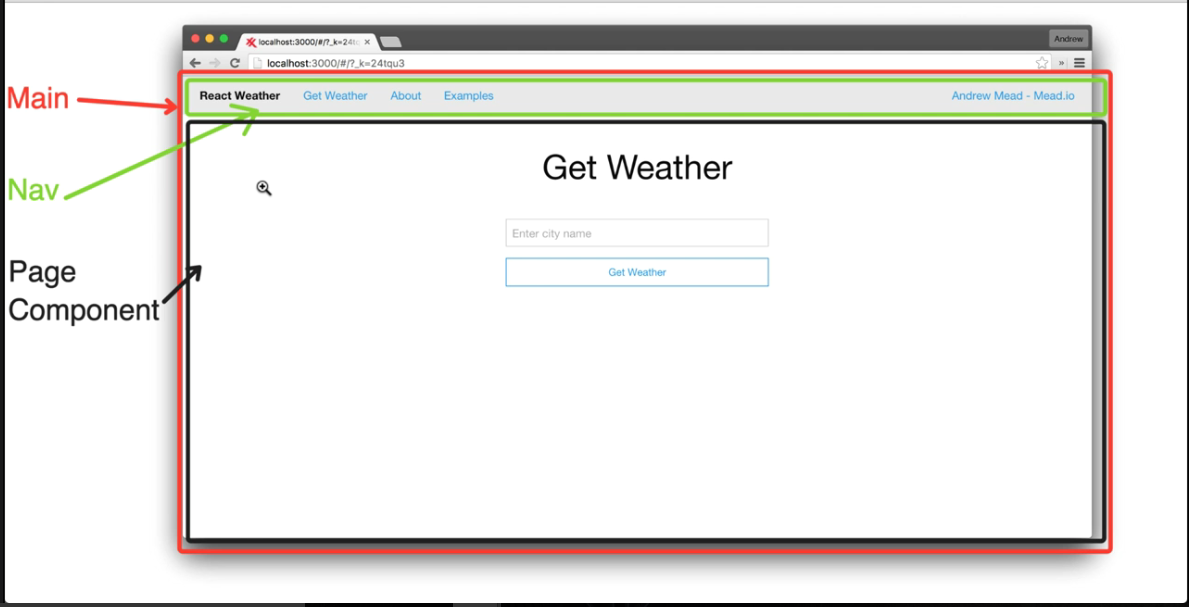 localhost:3000/#/?_k=24t
Andrew
localhost:3000/#/?_k=24tqu3
Main
React Weather Get Weather About Examples Andrew Mead - Mead.io
Nav
Get Weather
Enter city name
Get Weather
Page
Component